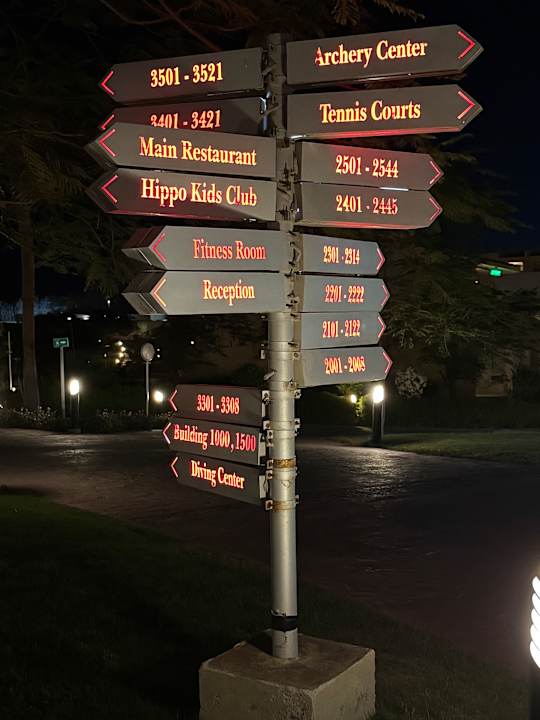 3501 - 3521
Archery Center
3401 - 3421
Tennis Courts
Main Restaurant
2501 - 2544
Hippo Kids Club
2401 - 2445
Fitness Room
2301 - 2314
Reception
2201 - 2222
2101 - 2122
2001 - 2008
3301 - 3308
Building 1000, 1500
Diving Center